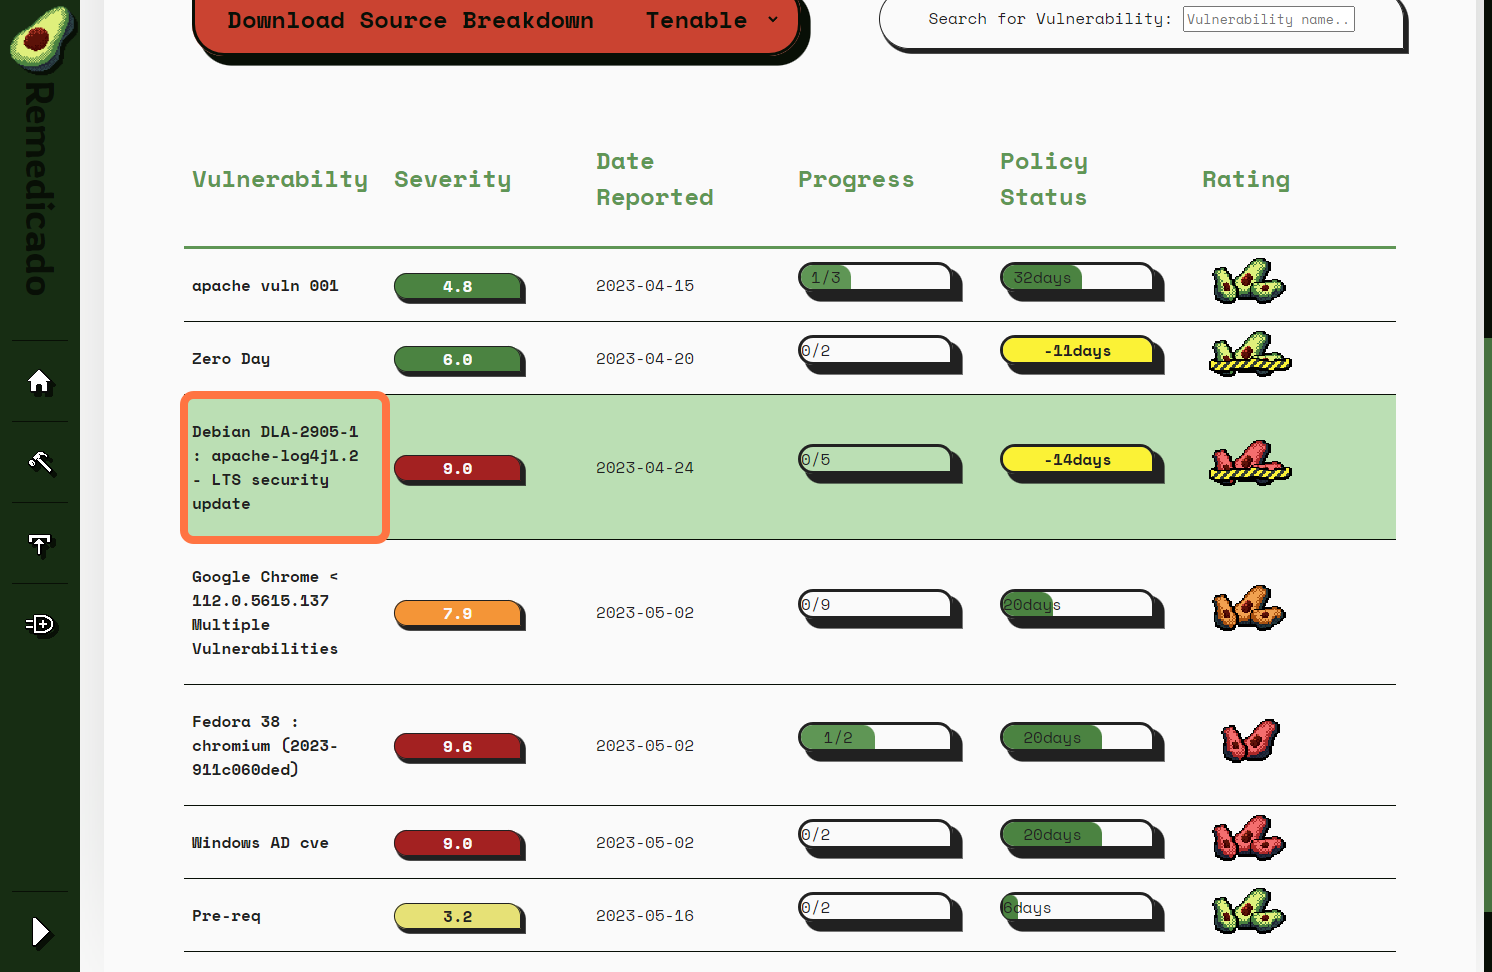 Remedicado
Download Source Breakdown Tenable
Search for Vulnerability: Vulnerability name..
Vulnerabilty Severity Date Reported Progress Policy Status Rating
apache vuln 001 4.8 2023-04-15 1/3 32days
Zero Day 6.0 2023-04-20 0/2 -11days
Debian DLA-2905-1
: apache-log4j1.2
- LTS security
update
9.0 2023-04-24 0/5 -14days
Google Chrome <
112.0.5615.137
Multiple
Vulnerabilities
7.9 2023-05-02 0/9 20days
Fedora 38 :
chromium (2023-
911c060ded)
9.6 2023-05-02 1/2 20days
Windows AD cve 9.0 2023-05-02 0/2 20days
Pre-req 3.2 2023-05-16 0/2 6days